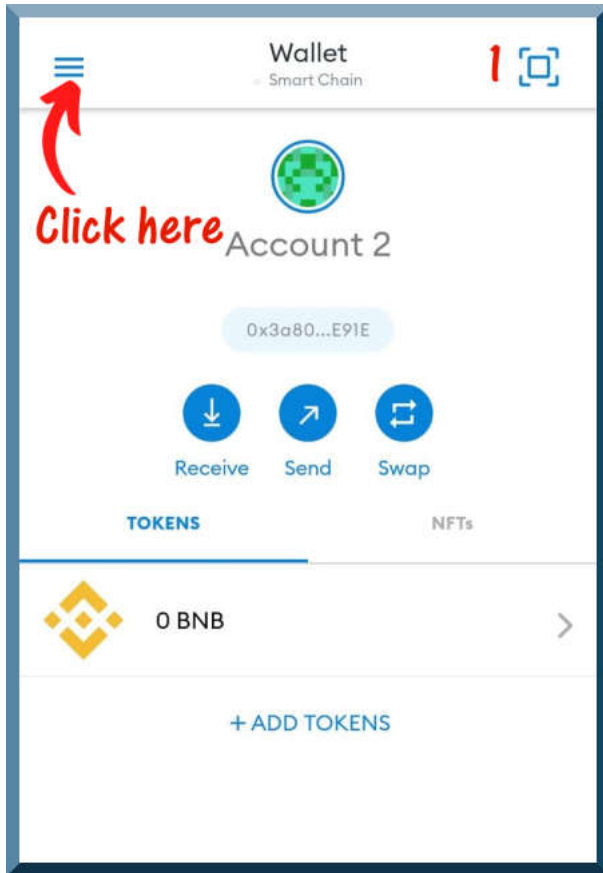 Wallet
1
Smart Chain
Click here
Account 2
0x3a80...E91E
Receive Send Swap
TOKENS NFTs
0 BNB
+ ADD TOKENS